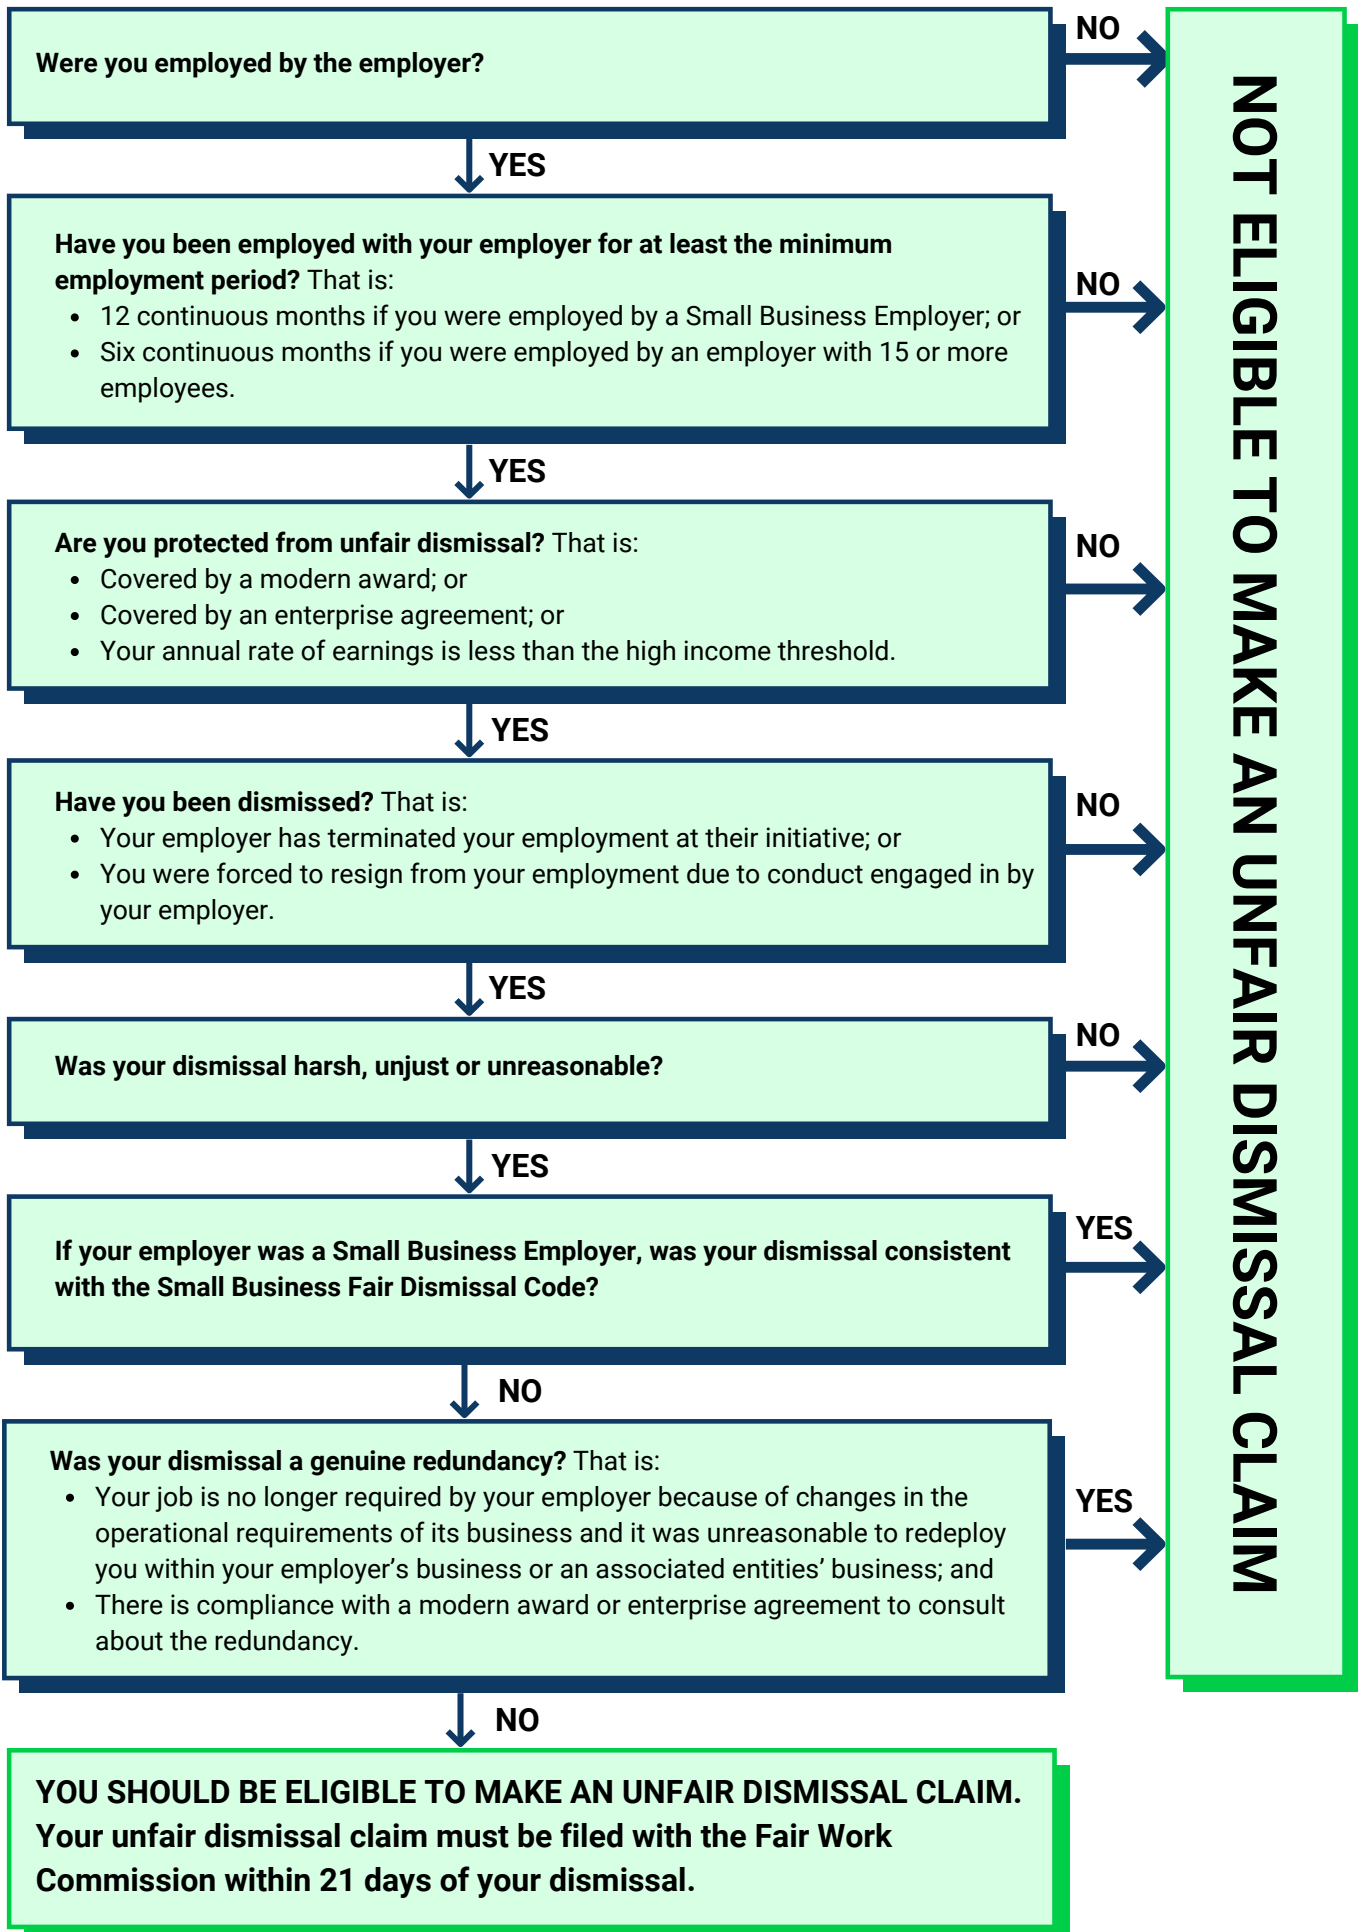 Were you employed by the employer?
NO
YES
Have you been employed with your employer for at least the minimum
employment period? That is:
• 12 continuous months if you were employed by a Small Business Employer; or
• Six continuous months if you were employed by an employer with 15 or more
employees.
NO
YES
Are you protected from unfair dismissal? That is:
• Covered by a modern award; or
• Covered by an enterprise agreement; or
• Your annual rate of earnings is less than the high income threshold.
NO
YES
Have you been dismissed? That is:
• Your employer has terminated your employment at their initiative; or
• You were forced to resign from your employment due to conduct engaged in by
your employer.
NO
YES
Was your dismissal harsh, unjust or unreasonable?
NO
YES
If your employer was a Small Business Employer, was your dismissal consistent
with the Small Business Fair Dismissal Code?
YES
NO
Was your dismissal a genuine redundancy? That is:
• Your job is no longer required by your employer because of changes in the
operational requirements of its business and it was unreasonable to redeploy
you within your employer’s business or an associated entities’ business; and
• There is compliance with a modern award or enterprise agreement to consult
about the redundancy.
YES
NO
NOT ELIGIBLE TO MAKE AN UNFAIR DISMISSAL CLAIM
YOU SHOULD BE ELIGIBLE TO MAKE AN UNFAIR DISMISSAL CLAIM.
Your unfair dismissal claim must be filed with the Fair Work
Commission within 21 days of your dismissal.